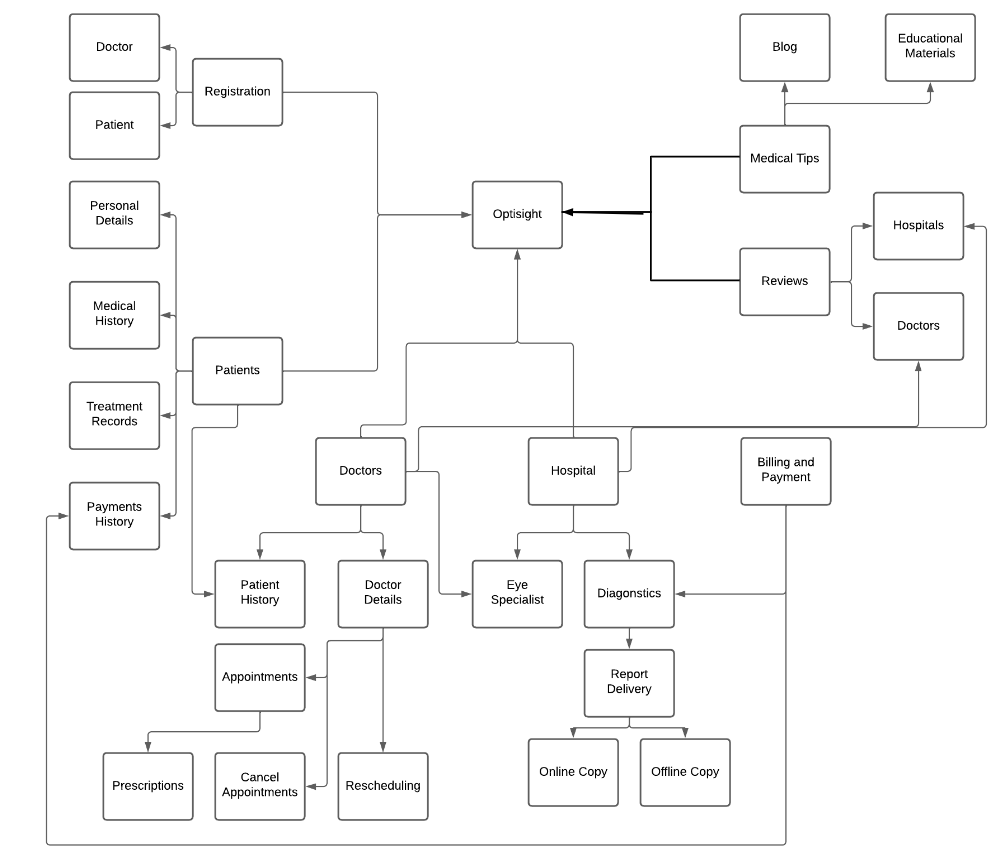 Doctor
Blog
Educational
Materials
Registration
Patient
Medical Tips
Personal
Details
Optisight
Hospitals
Medical
History
Reviews
Doctors
Patients
Treatment
Records
Doctors
Hospital
Billing and
Payment
Payments
History
Patient
History
Doctor
Details
Eye
Specialist
Diagonstics
Appointments
Report
Delivery
Prescriptions
Cancel
Appointments
Rescheduling
Online Copy
Offline Copy